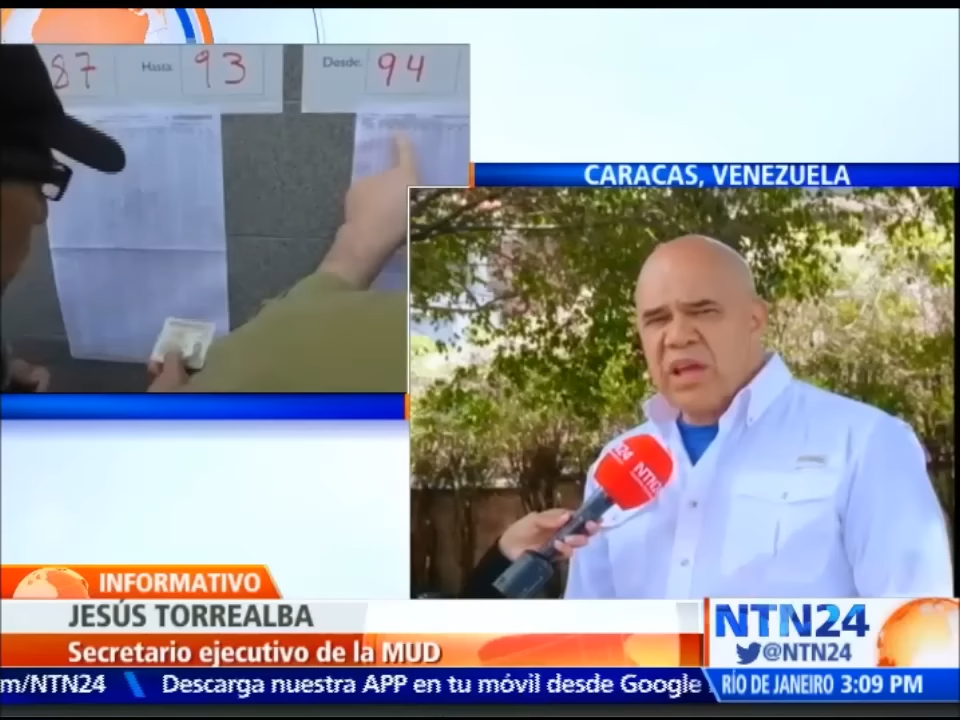 87 Hasta 93 Desde 94
CARACAS, VENEZUELA
NTN24
INFORMATIVO
JESÚS TORREALBA
Secretario ejecutivo de la MUD
NTN24
@NTN24
m/NTN24 Descarga nuestra APP en tu móvil desde Google
RÍO DE JANEIRO 3:09 PM